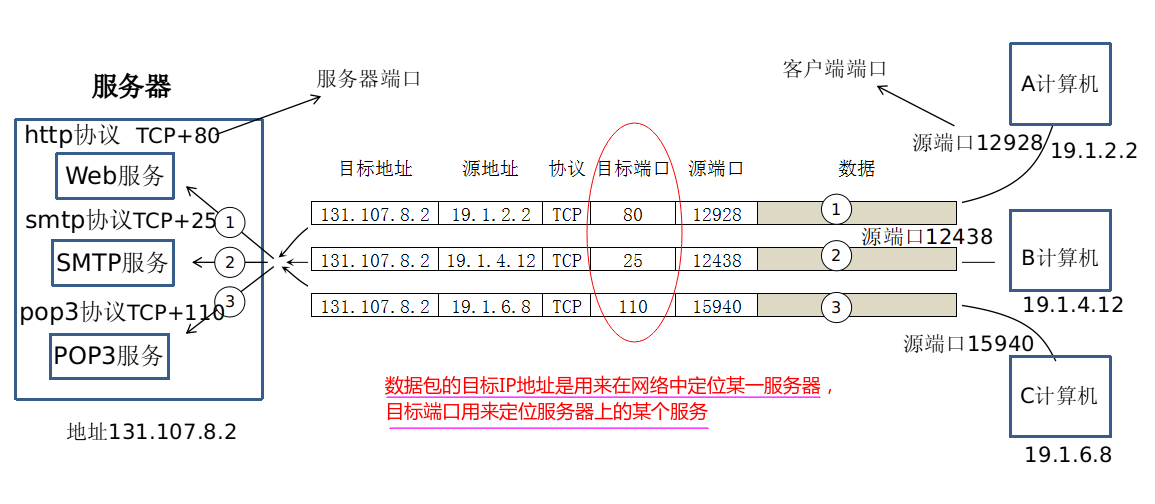 服务器
服务器端口
客户端端口
A计算机
19.1.2.2
源端口12928
http协议 TCP+80
Web服务
smtp协议TCP+25
SMTP服务
pop3协议TCP+110
POP3服务
地址131.107.8.2
1
2
3
目标地址 源地址 协议 目标端口 源端口 数据
131.107.8.2 19.1.2.2 TCP 80 12928 1
131.107.8.2 19.1.4.12 TCP 25 12438 2
131.107.8.2 19.1.6.8 TCP 110 15940 3
源端口12438
B计算机
19.1.4.12
源端口15940
C计算机
19.1.6.8
数据包的目标IP地址是用来在网络中定位某一服务器，
目标端口用来定位服务器上的某个服务